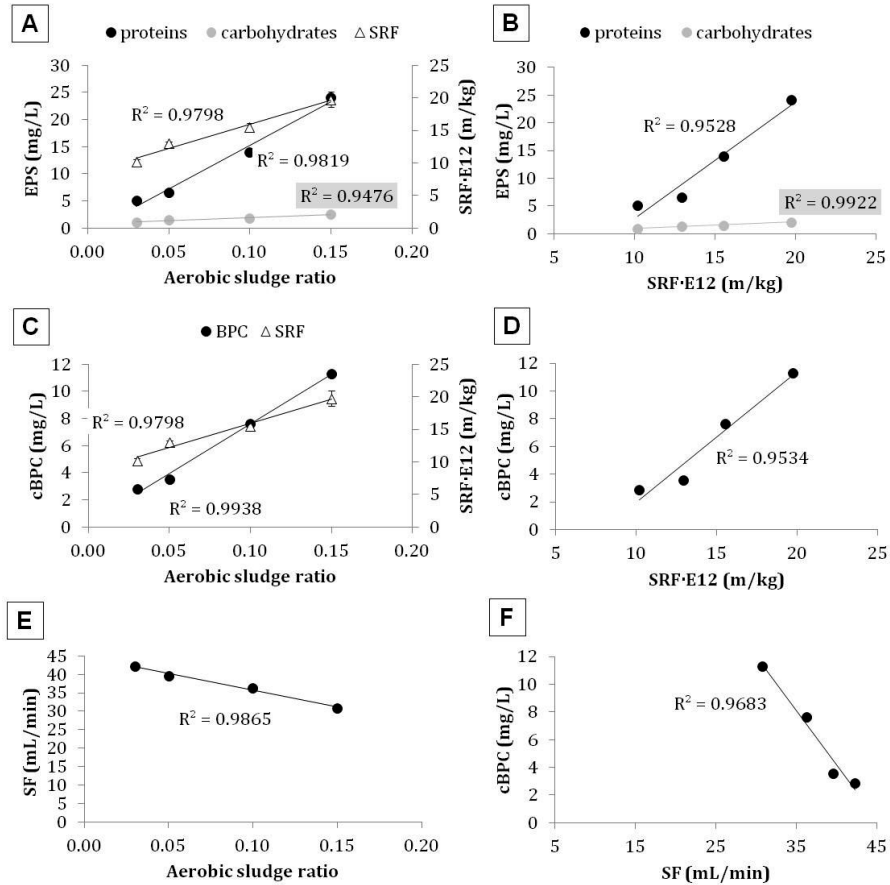 A
proteins carbohydrates SRF
EPS (mg/L)
30
25
20
15
10
5
0
R² = 0.9798
R² = 0.9819
R² = 0.9476
25
20
15
10
5
0
SRF·E12 (m/kg)
0.00 0.05 0.10 0.15 0.20
Aerobic sludge ratio
B
proteins carbohydrates
EPS (mg/L)
30
25
20
15
10
5
0
R² = 0.9528
R² = 0.9922
5 10 15 20 25
SRF·E12 (m/kg)
C
BPC SRF
cBPC (mg/L)
12
10
8
6
4
2
0
R² = 0.9798
R² = 0.9938
25
20
15
10
5
0
SRF·E12 (m/kg)
0.00 0.05 0.10 0.15 0.20
Aerobic sludge ratio
D
cBPC (mg/L)
12
10
8
6
4
2
0
R² = 0.9534
5 10 15 20 25
SRF·E12 (m/kg)
E
SF (mL/min)
45
40
35
30
25
20
15
10
5
0
R² = 0.9865
0.00 0.05 0.10 0.15 0.20
Aerobic sludge ratio
F
cBPC (mg/L)
12
10
8
6
4
2
0
R² = 0.9683
5 15 25 35 45
SF (mL/min)